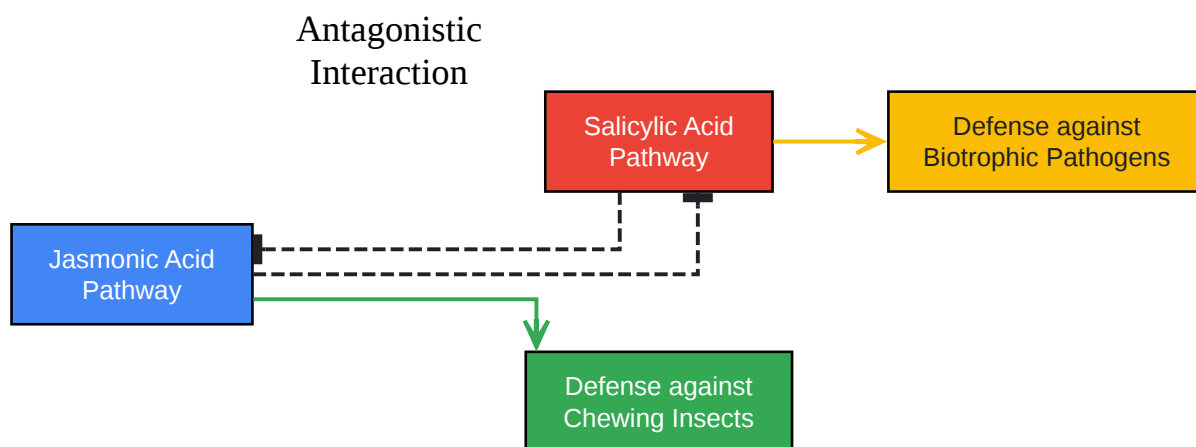 Antagonistic
Interaction
Salicylic Acid
Pathway
Defense against
Biotrophic Pathogens
Jasmonic Acid
Pathway
Defense against
Chewing Insects